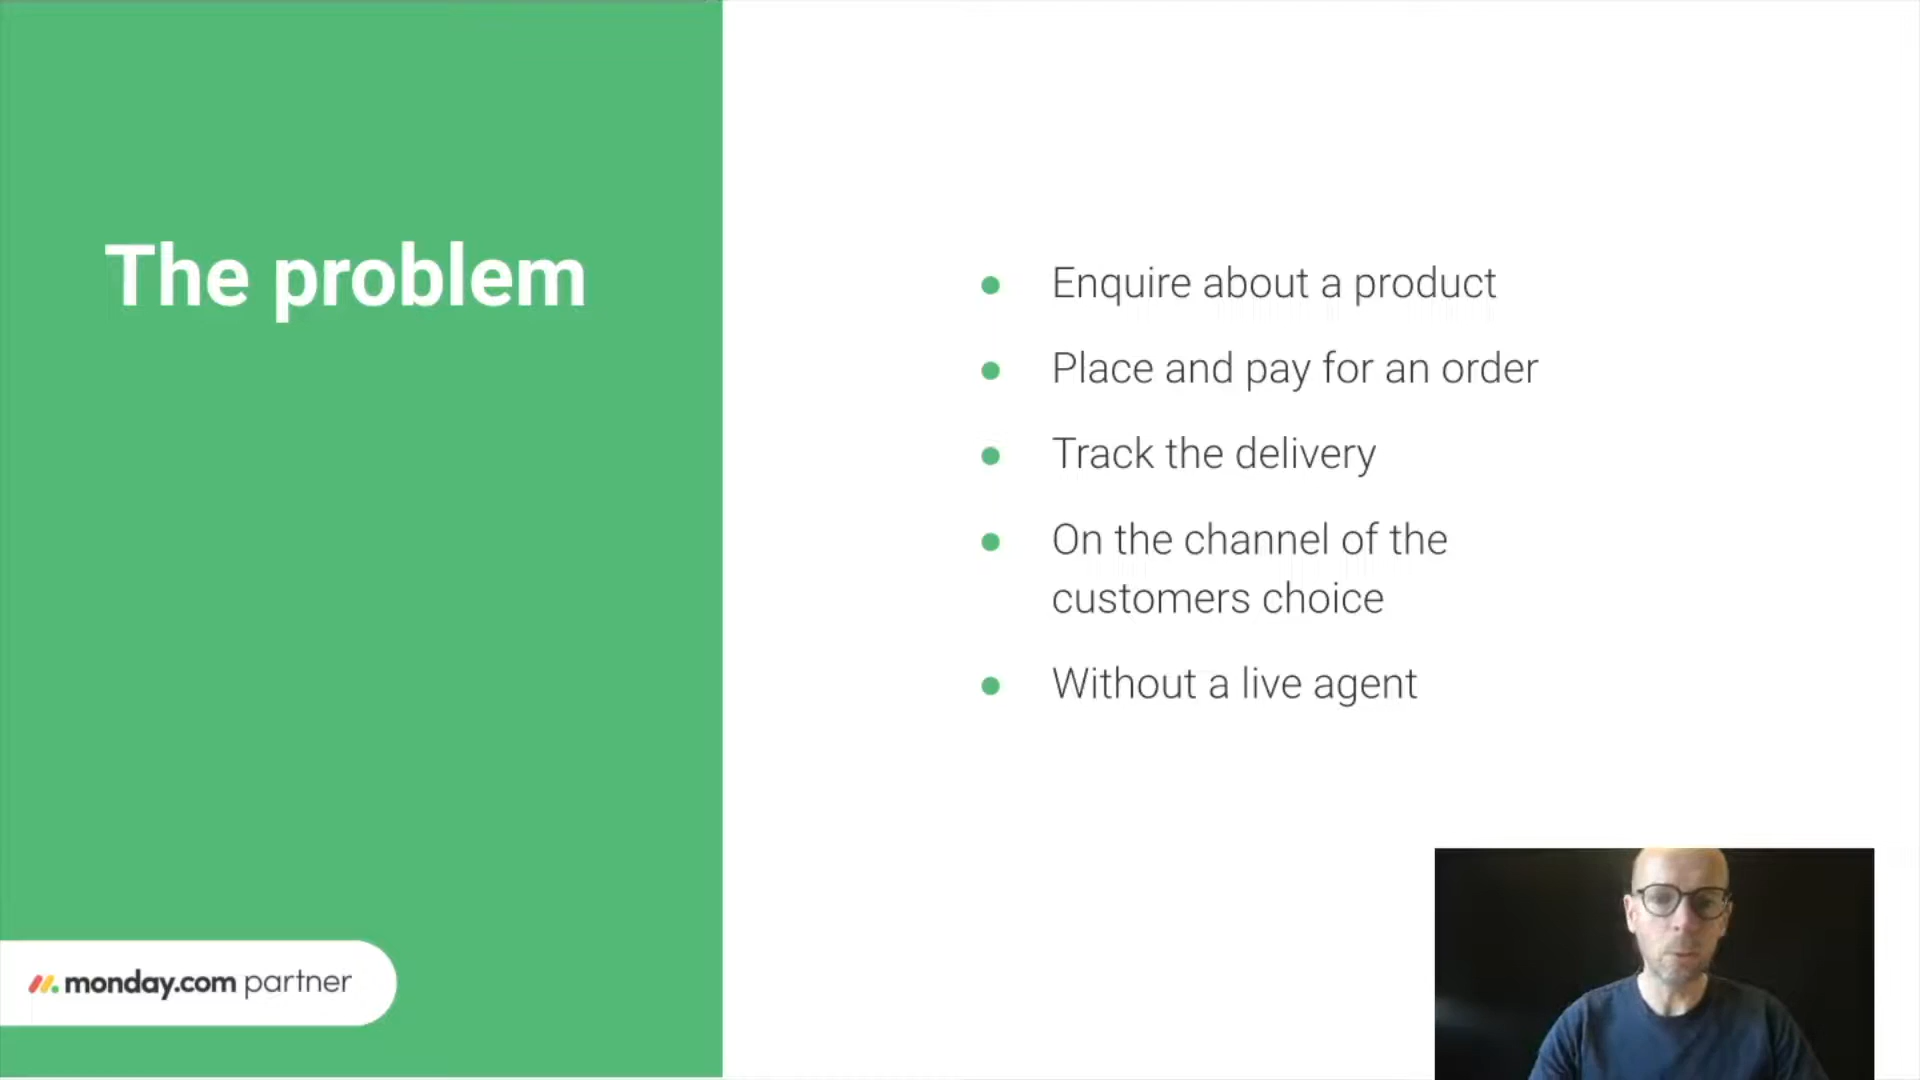 The problem
Enquire about a product
Place and pay for an order
Track the delivery
On the channel of the
customers choice
Without a live agent
monday.com partner